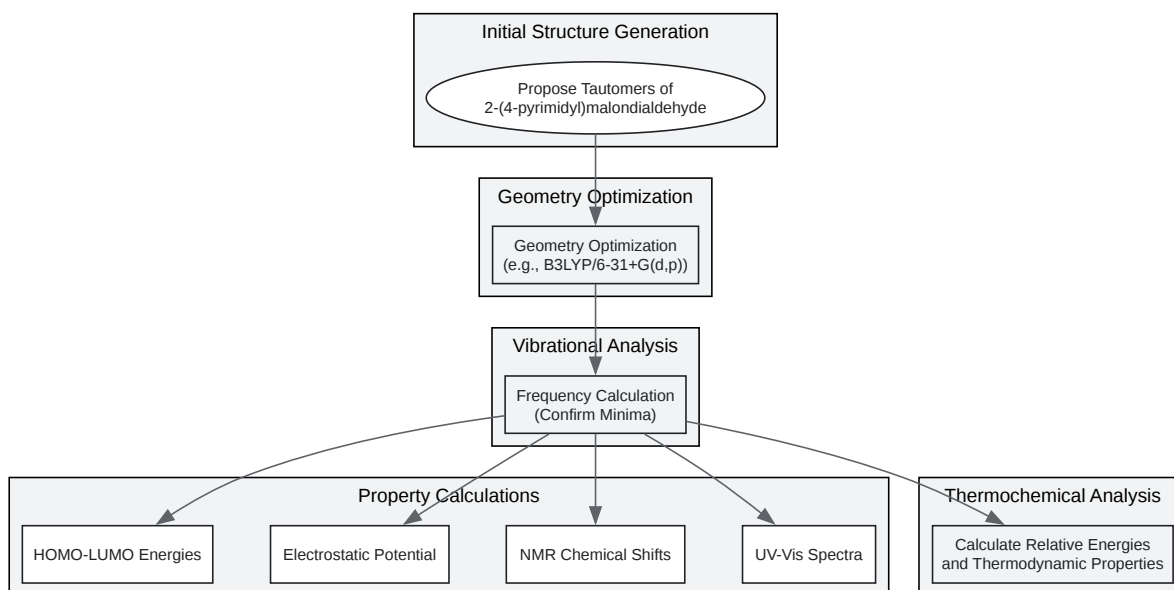 Initial Structure Generation
Propose Tautomers of
2-(4-pyrimidyl)malondialdehyde
Geometry Optimization
Geometry Optimization
(e.g., B3LYP/6-31+G(d,p))
Vibrational Analysis
Frequency Calculation
(Confirm Minima)
Property Calculations
HOMO-LUMO Energies
Electrostatic Potential
NMR Chemical Shifts
UV-Vis Spectra
Thermochemical Analysis
Calculate Relative Energies
and Thermodynamic Properties